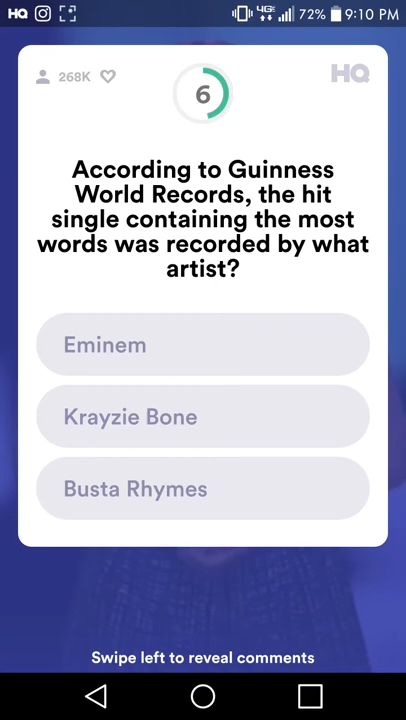 HQ 4GE 72% 9:10 PM
268K 6 HQ
According to Guinness
World Records, the hit
single containing the most
words was recorded by what
artist?
Eminem
Krayzie Bone
Busta Rhymes
Swipe left to reveal comments